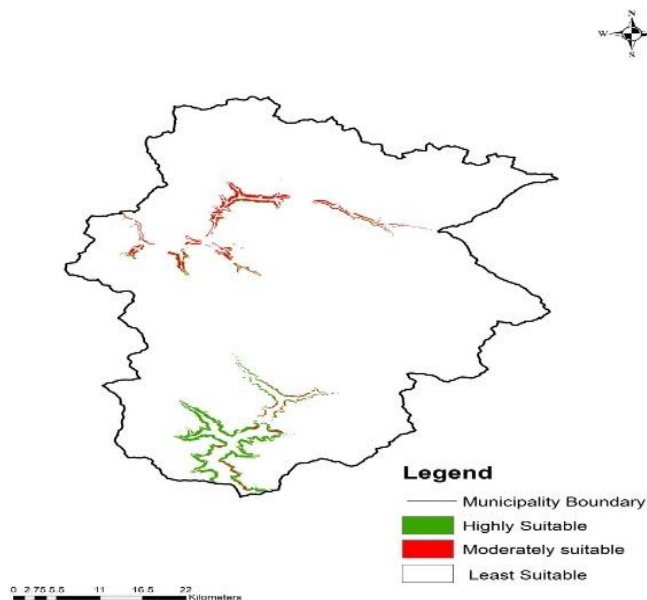 N
W E
S
Legend
Municipality Boundary
Highly Suitable
Moderately suitable
Least Suitable
0 2.75 5.5 11 16.5 22
Kilometers